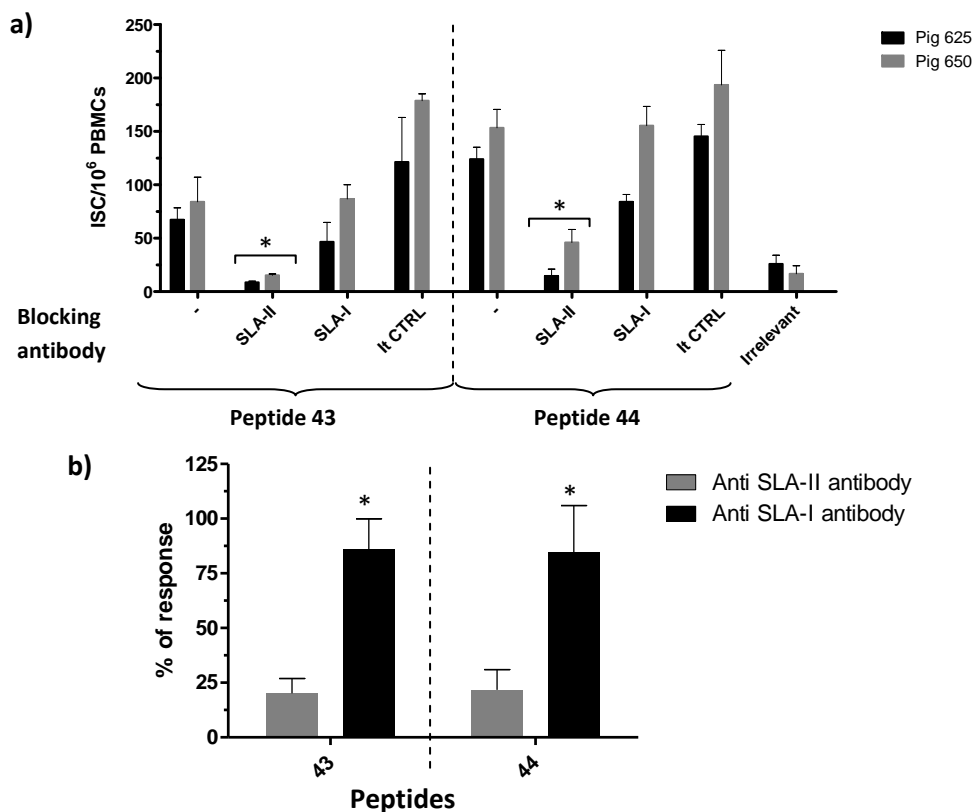 a)
250
200
150
100
50
0
ISC/10⁶ PBMCs
Pig 625
Pig 650
*
*
Blocking
antibody
-
SLA-II
SLA-I
It CTRL
-
SLA-II
SLA-I
It CTRL
Irrelevant
Peptide 43
Peptide 44
b)
125
100
75
50
25
0
% of response
*
*
Anti SLA-II antibody
Anti SLA-I antibody
43
44
Peptides